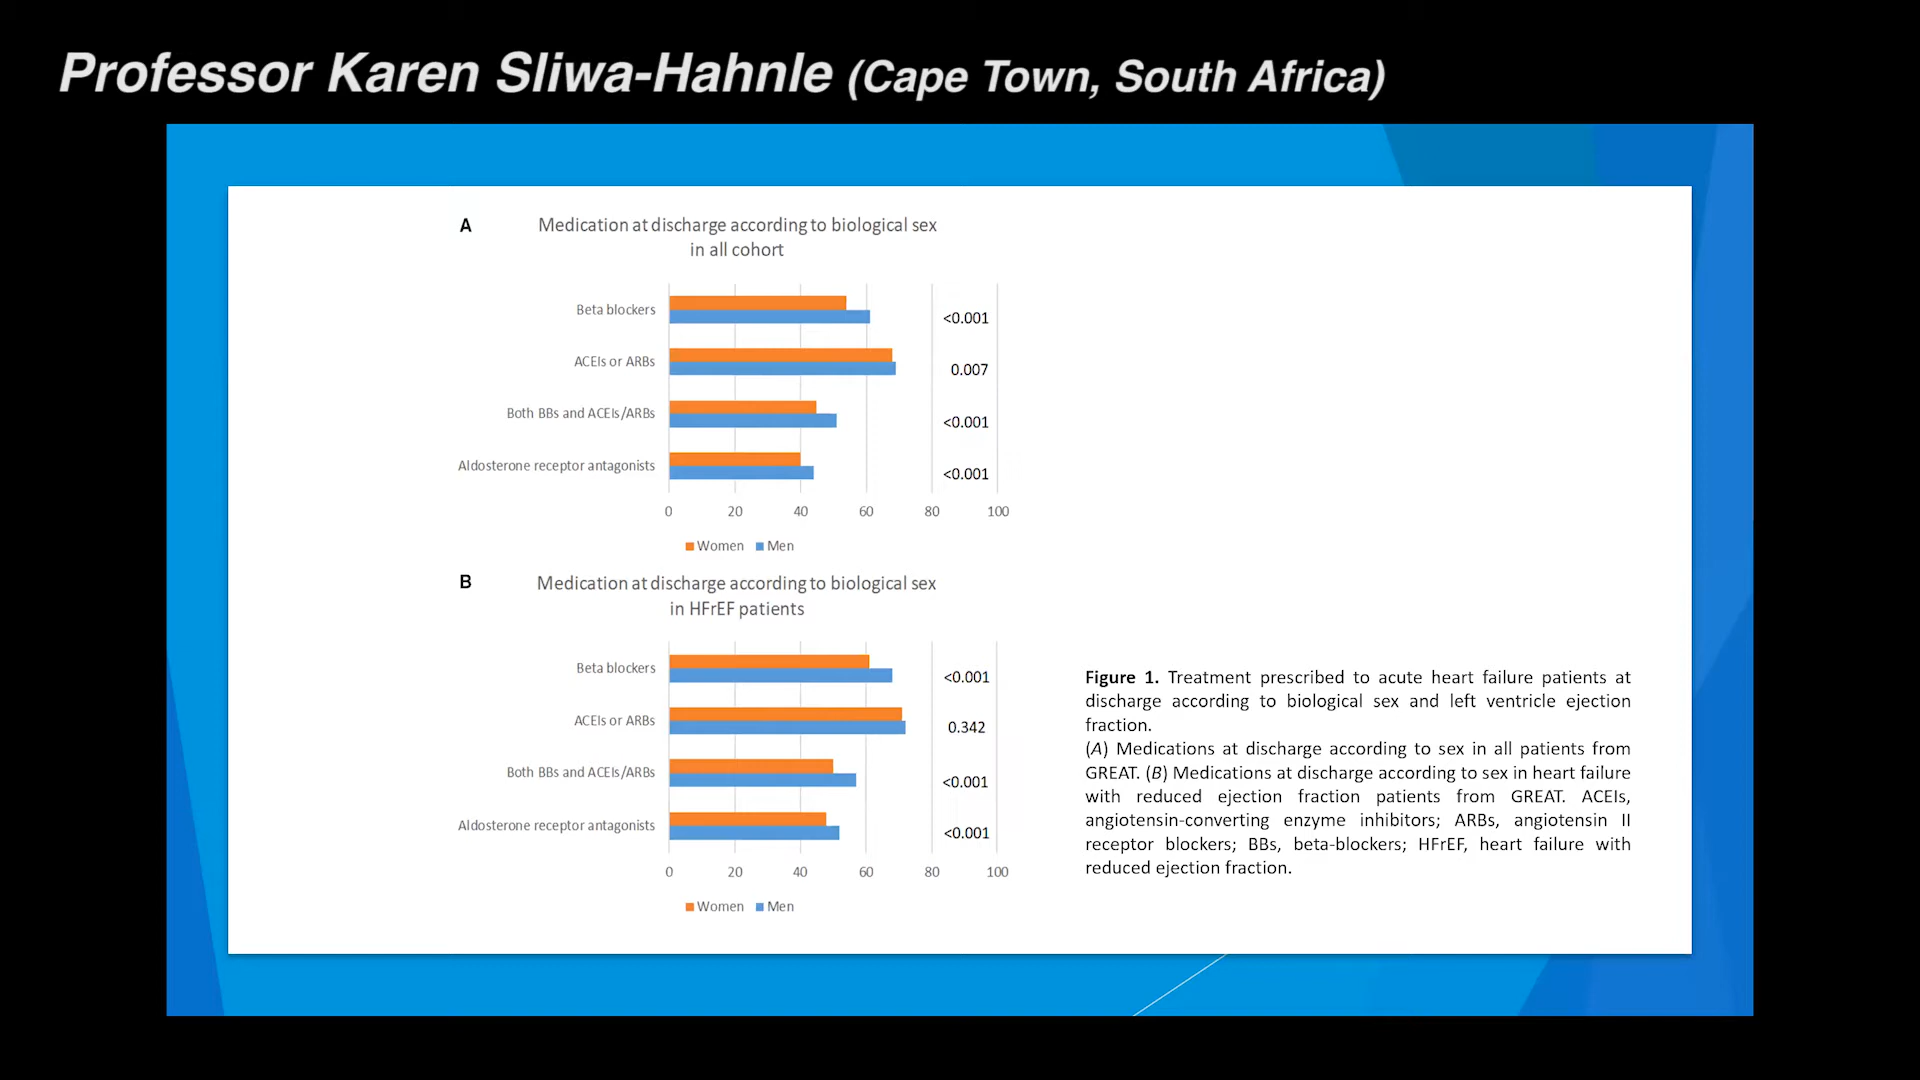 Professor Karen Sliwa-Hahnle (Cape Town, South Africa)
A
Medication at discharge according to biological sex
in all cohort
Beta blockers
<0.001
ACEIs or ARBs
0.007
Both BBs and ACEIs/ARBs
<0.001
Aldosterone receptor antagonists
<0.001
0 20 40 60 80 100
Women Men
B
Medication at discharge according to biological sex
in HFrEF patients
Beta blockers
<0.001
ACEIs or ARBs
0.342
Both BBs and ACEIs/ARBs
<0.001
Aldosterone receptor antagonists
<0.001
0 20 40 60 80 100
Women Men
Figure 1. Treatment prescribed to acute heart failure patients at
discharge according to biological sex and left ventricle ejection
fraction.
(A) Medications at discharge according to sex in all patients from
GREAT. (B) Medications at discharge according to sex in heart failure
with reduced ejection fraction patients from GREAT. ACEIs,
angiotensin-converting enzyme inhibitors; ARBs, angiotensin II
receptor blockers; BBs, beta-blockers; HFrEF, heart failure with
reduced ejection fraction.